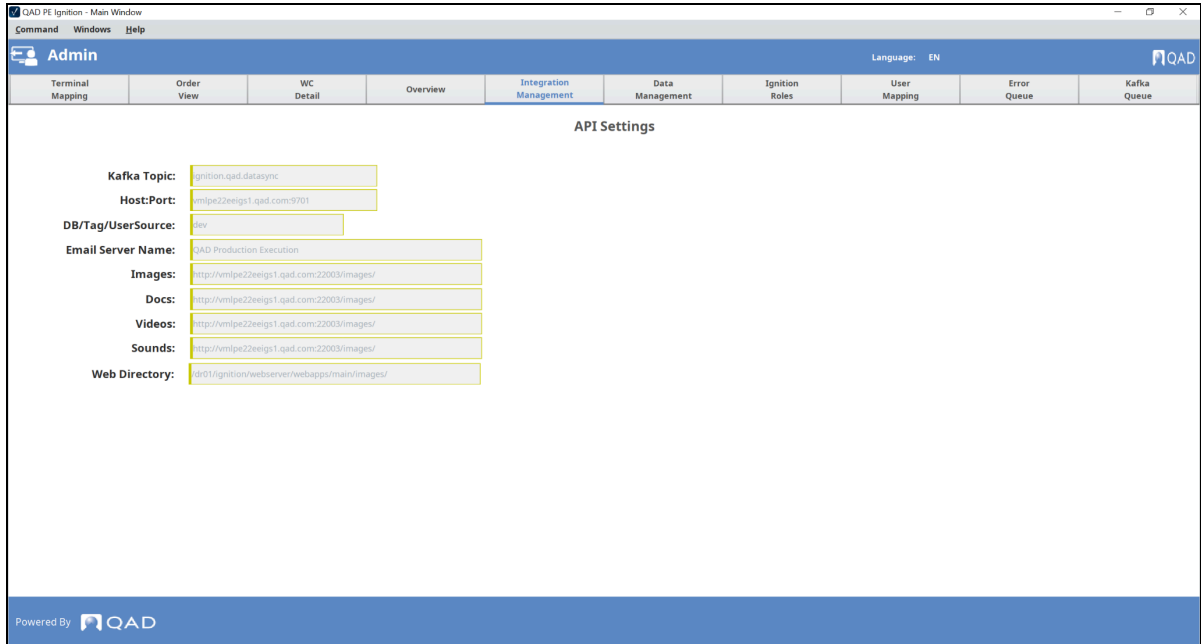 QAD PE Ignition - Main Window
Command Windows Help
Admin
Language: EN
QAD
Terminal Mapping
Order View
WC Detail
Overview
Integration Management
Data Management
Ignition Roles
User Mapping
Error Queue
Kafka Queue
API Settings
Kafka Topic: ignition.qad.datasync
Host:Port: vmlpe22eeigs1.qad.com:9701
DB/Tag/UserSource: dev
Email Server Name: QAD Production Execution
Images: http://vmlpe22eeigs1.qad.com:22003/images/
Docs: http://vmlpe22eeigs1.qad.com:22003/images/
Videos: http://vmlpe22eeigs1.qad.com:22003/images/
Sounds: http://vmlpe22eeigs1.qad.com:22003/images/
Web Directory: /dr01/ignition/webserver/webapps/main/images/
Powered By QAD